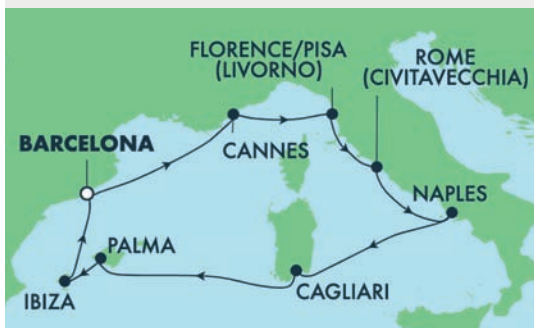 FLORENCE/PISA
(LIVORNO)
ROME
(CIVITAVECCHIA)
BARCELONA
CANNES
NAPLES
PALMA
IBIZA
CAGLIARI